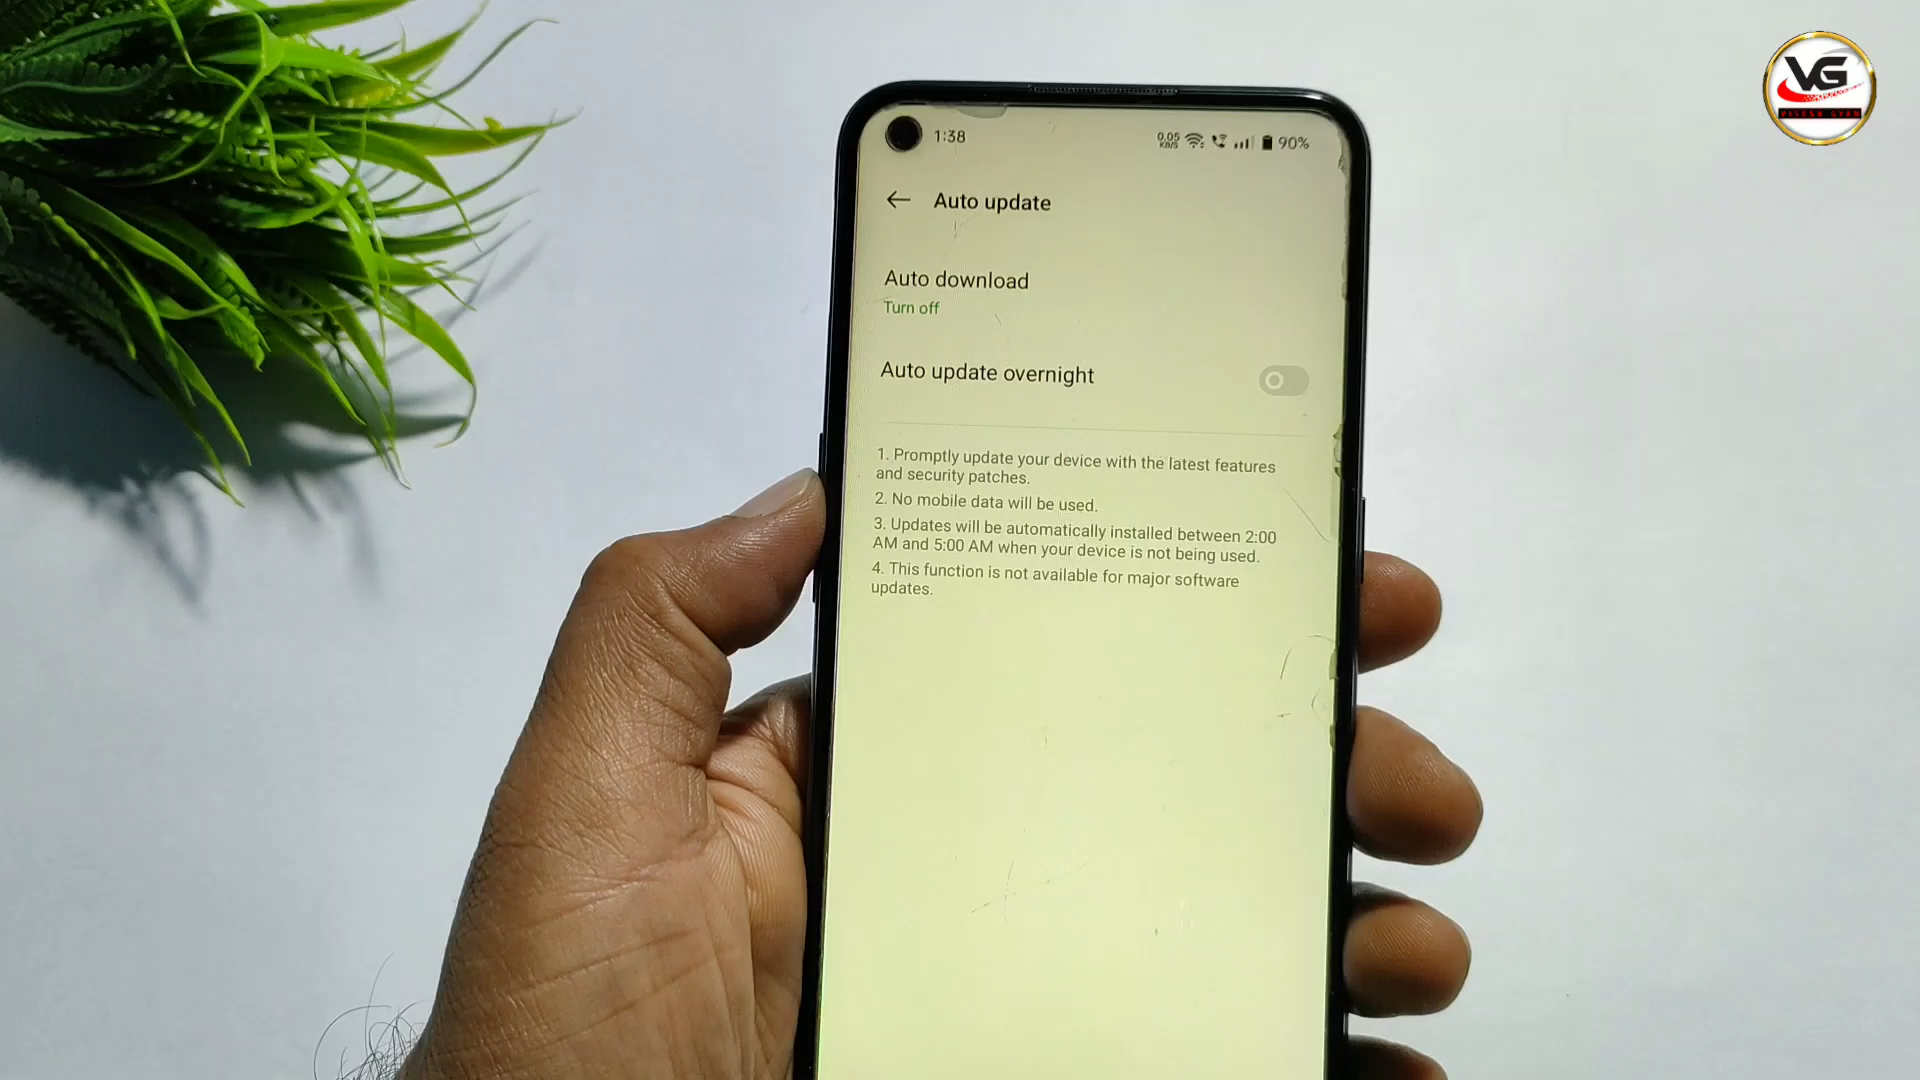 VG
1:38
0.05
KB/S
90%
Auto update
Auto download
Turn off
Auto update overnight
1. Promptly update your device with the latest features
and security patches.
2. No mobile data will be used.
3. Updates will be automatically installed between 2:00
AM and 5:00 AM when your device is not being used.
4. This function is not available for major software
updates.